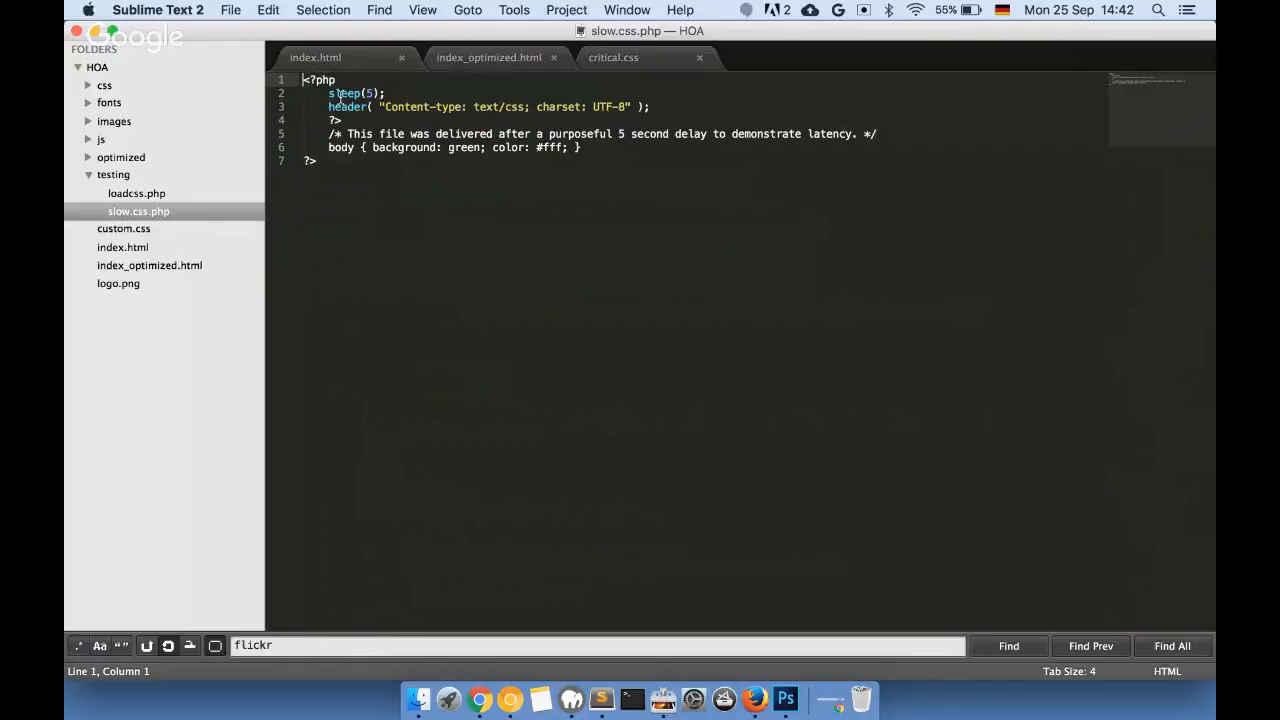 Sublime Text 2 File Edit Selection Find View Goto Tools Project Window Help 2 55% Mon 25 Sep 14:42
slow.css.php — HOA
Google
FOLDERS
HOA
css
fonts
images
js
optimized
testing
loadcss.php
slow.css.php
custom.css
index.html
index_optimized.html
logo.png
index.html index_optimized.html critical.css
1 <?php
2 sleep(5);
3 header( "Content-type: text/css; charset: UTF-8" );
4 ?>
5 /* This file was delivered after a purposeful 5 second delay to demonstrate latency. */
6 body { background: green; color: #fff; }
7 ?>
.* Aa “” flickr Find Find Prev Find All
Line 1, Column 1 Tab Size: 4 HTML
Ps